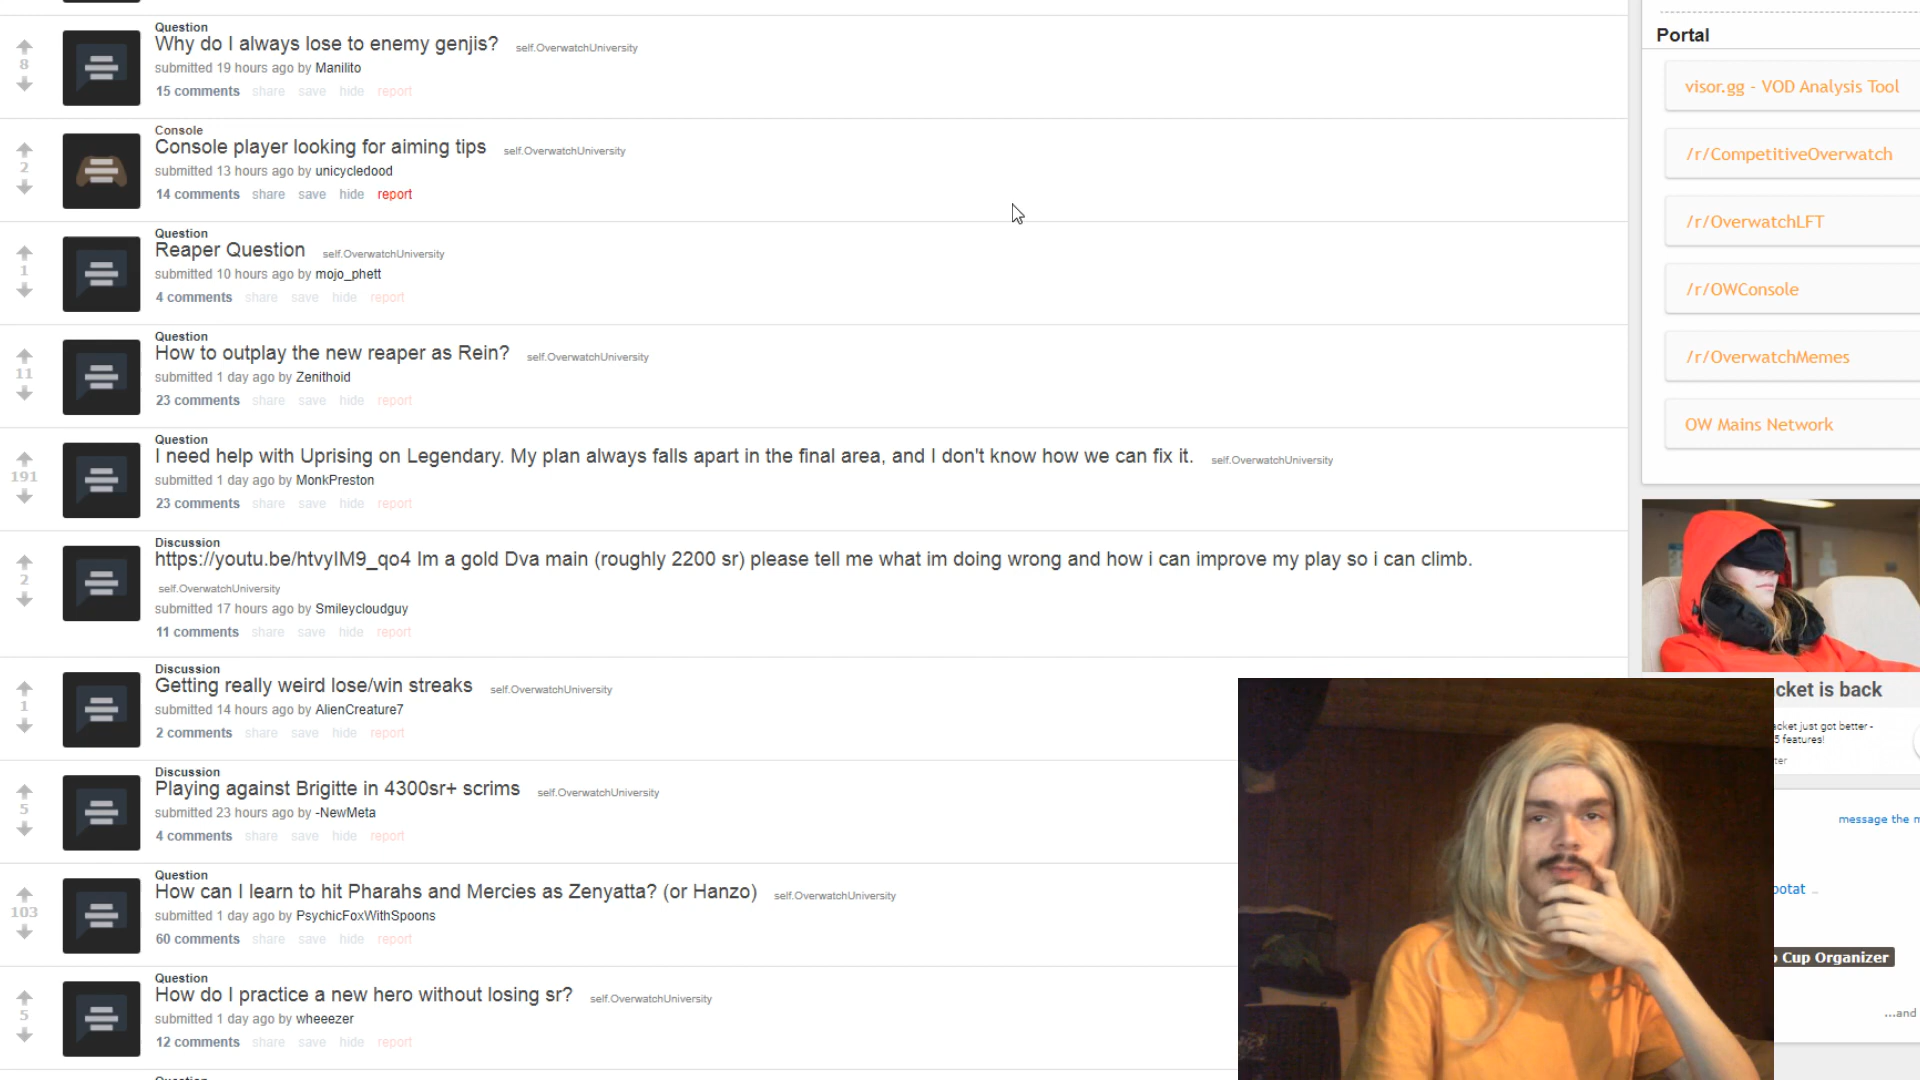 Question
Why do I always lose to enemy genjis? self.OverwatchUniversity
8
submitted 19 hours ago by Manilito
15 comments share save hide report
Console
Console player looking for aiming tips self.OverwatchUniversity
2
submitted 13 hours ago by unicycledood
14 comments share save hide report
Question
Reaper Question self.OverwatchUniversity
1
submitted 10 hours ago by mojo_phett
4 comments share save hide report
Question
How to outplay the new reaper as Rein? self.OverwatchUniversity
11
submitted 1 day ago by Zenithoid
23 comments share save hide report
Question
I need help with Uprising on Legendary. My plan always falls apart in the final area, and I don't know how we can fix it. self.OverwatchUniversity
191
submitted 1 day ago by MonkPreston
23 comments share save hide report
Discussion
https://youtu.be/htvyIM9_qo4 Im a gold Dva main (roughly 2200 sr) please tell me what im doing wrong and how i can improve my play so i can climb.
2
self.OverwatchUniversity
submitted 17 hours ago by Smileycloudguy
11 comments share save hide report
Discussion
Getting really weird lose/win streaks self.OverwatchUniversity
1
submitted 14 hours ago by AlienCreature7
2 comments share save hide report
Discussion
Playing against Brigitte in 4300sr+ scrims self.OverwatchUniversity
5
submitted 23 hours ago by -NewMeta
4 comments share save hide report
Question
How can I learn to hit Pharahs and Mercies as Zenyatta? (or Hanzo) self.OverwatchUniversity
103
submitted 1 day ago by PsychicFoxWithSpoons
60 comments share save hide report
Question
How do I practice a new hero without losing sr? self.OverwatchUniversity
5
submitted 1 day ago by wheeezer
12 comments share save hide report
Portal
visor.gg - VOD Analysis Tool
/r/CompetitiveOverwatch
/r/OverwatchLFT
/r/OWConsole
/r/OverwatchMemes
OW Mains Network
cket is back
acket just got better -
5 features!
ter
message the m
potat
Cup Organizer
...and